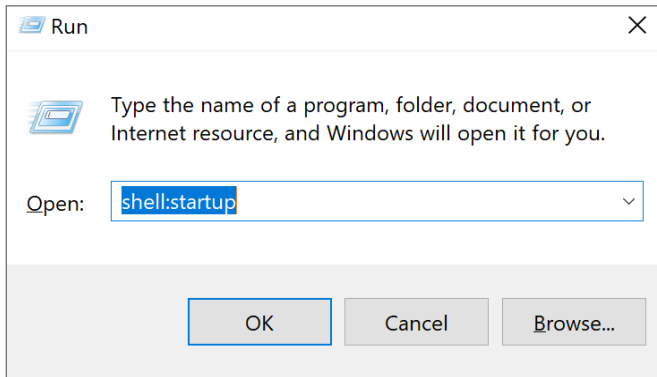 Run
Type the name of a program, folder, document, or
Internet resource, and Windows will open it for you.
Open: shell:startup
OK Cancel Browse...